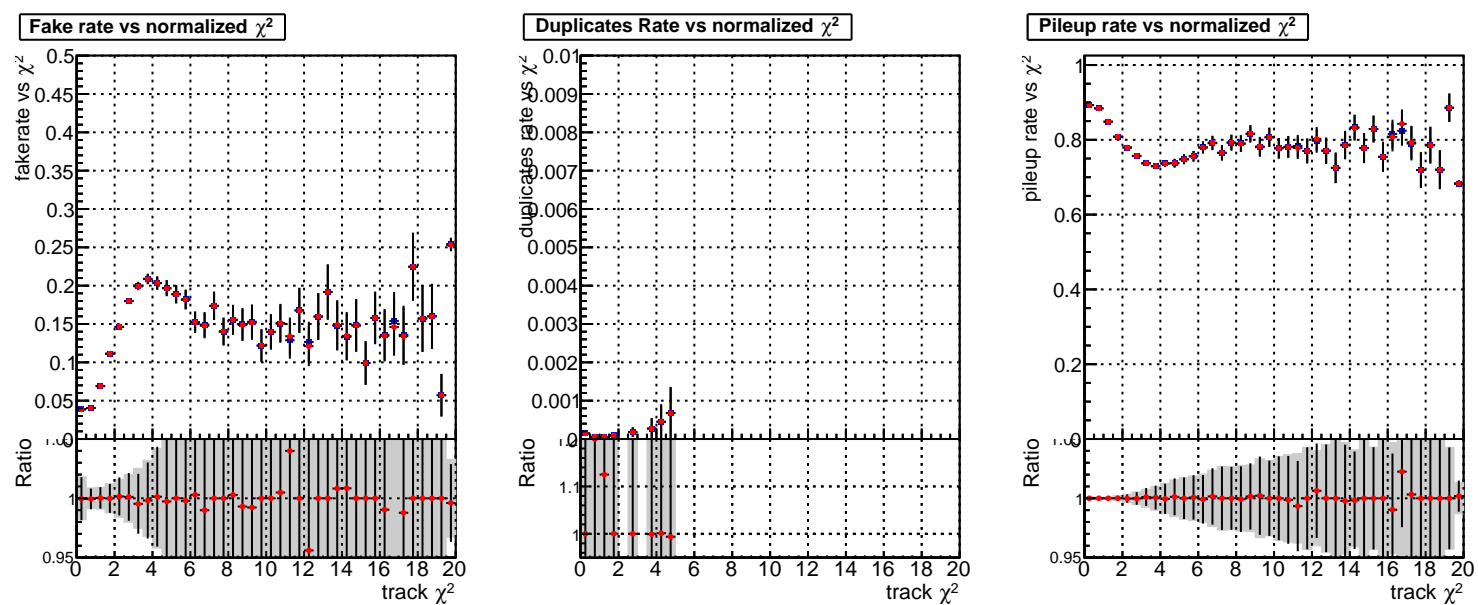 Fake rate vs normalized χ²
fakerate vs χ²
0.5
0.45
0.4
0.35
0.3
0.25
0.2
0.15
0.1
0.05
Ratio
1
0.95
0 2 4 6 8 10 12 14 16 18 20
track χ²
Duplicates Rate vs normalized χ²
duplicates rate vs χ²
0.01
0.009
0.008
0.007
0.006
0.005
0.004
0.003
0.002
0.001
0
Ratio
1.1
1
0 2 4 6 8 10 12 14 16 18 20
track χ²
Pileup rate vs normalized χ²
pileup rate vs χ²
1
0.8
0.6
0.4
0.2
Ratio
1
0.95
0 2 4 6 8 10 12 14 16 18 20
track χ²